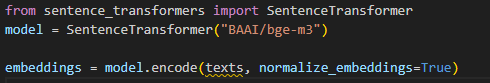 from sentence_transformers import SentenceTransformer
model = SentenceTransformer("BAAI/bge-m3")
embeddings = model.encode(texts, normalize_embeddings=True)